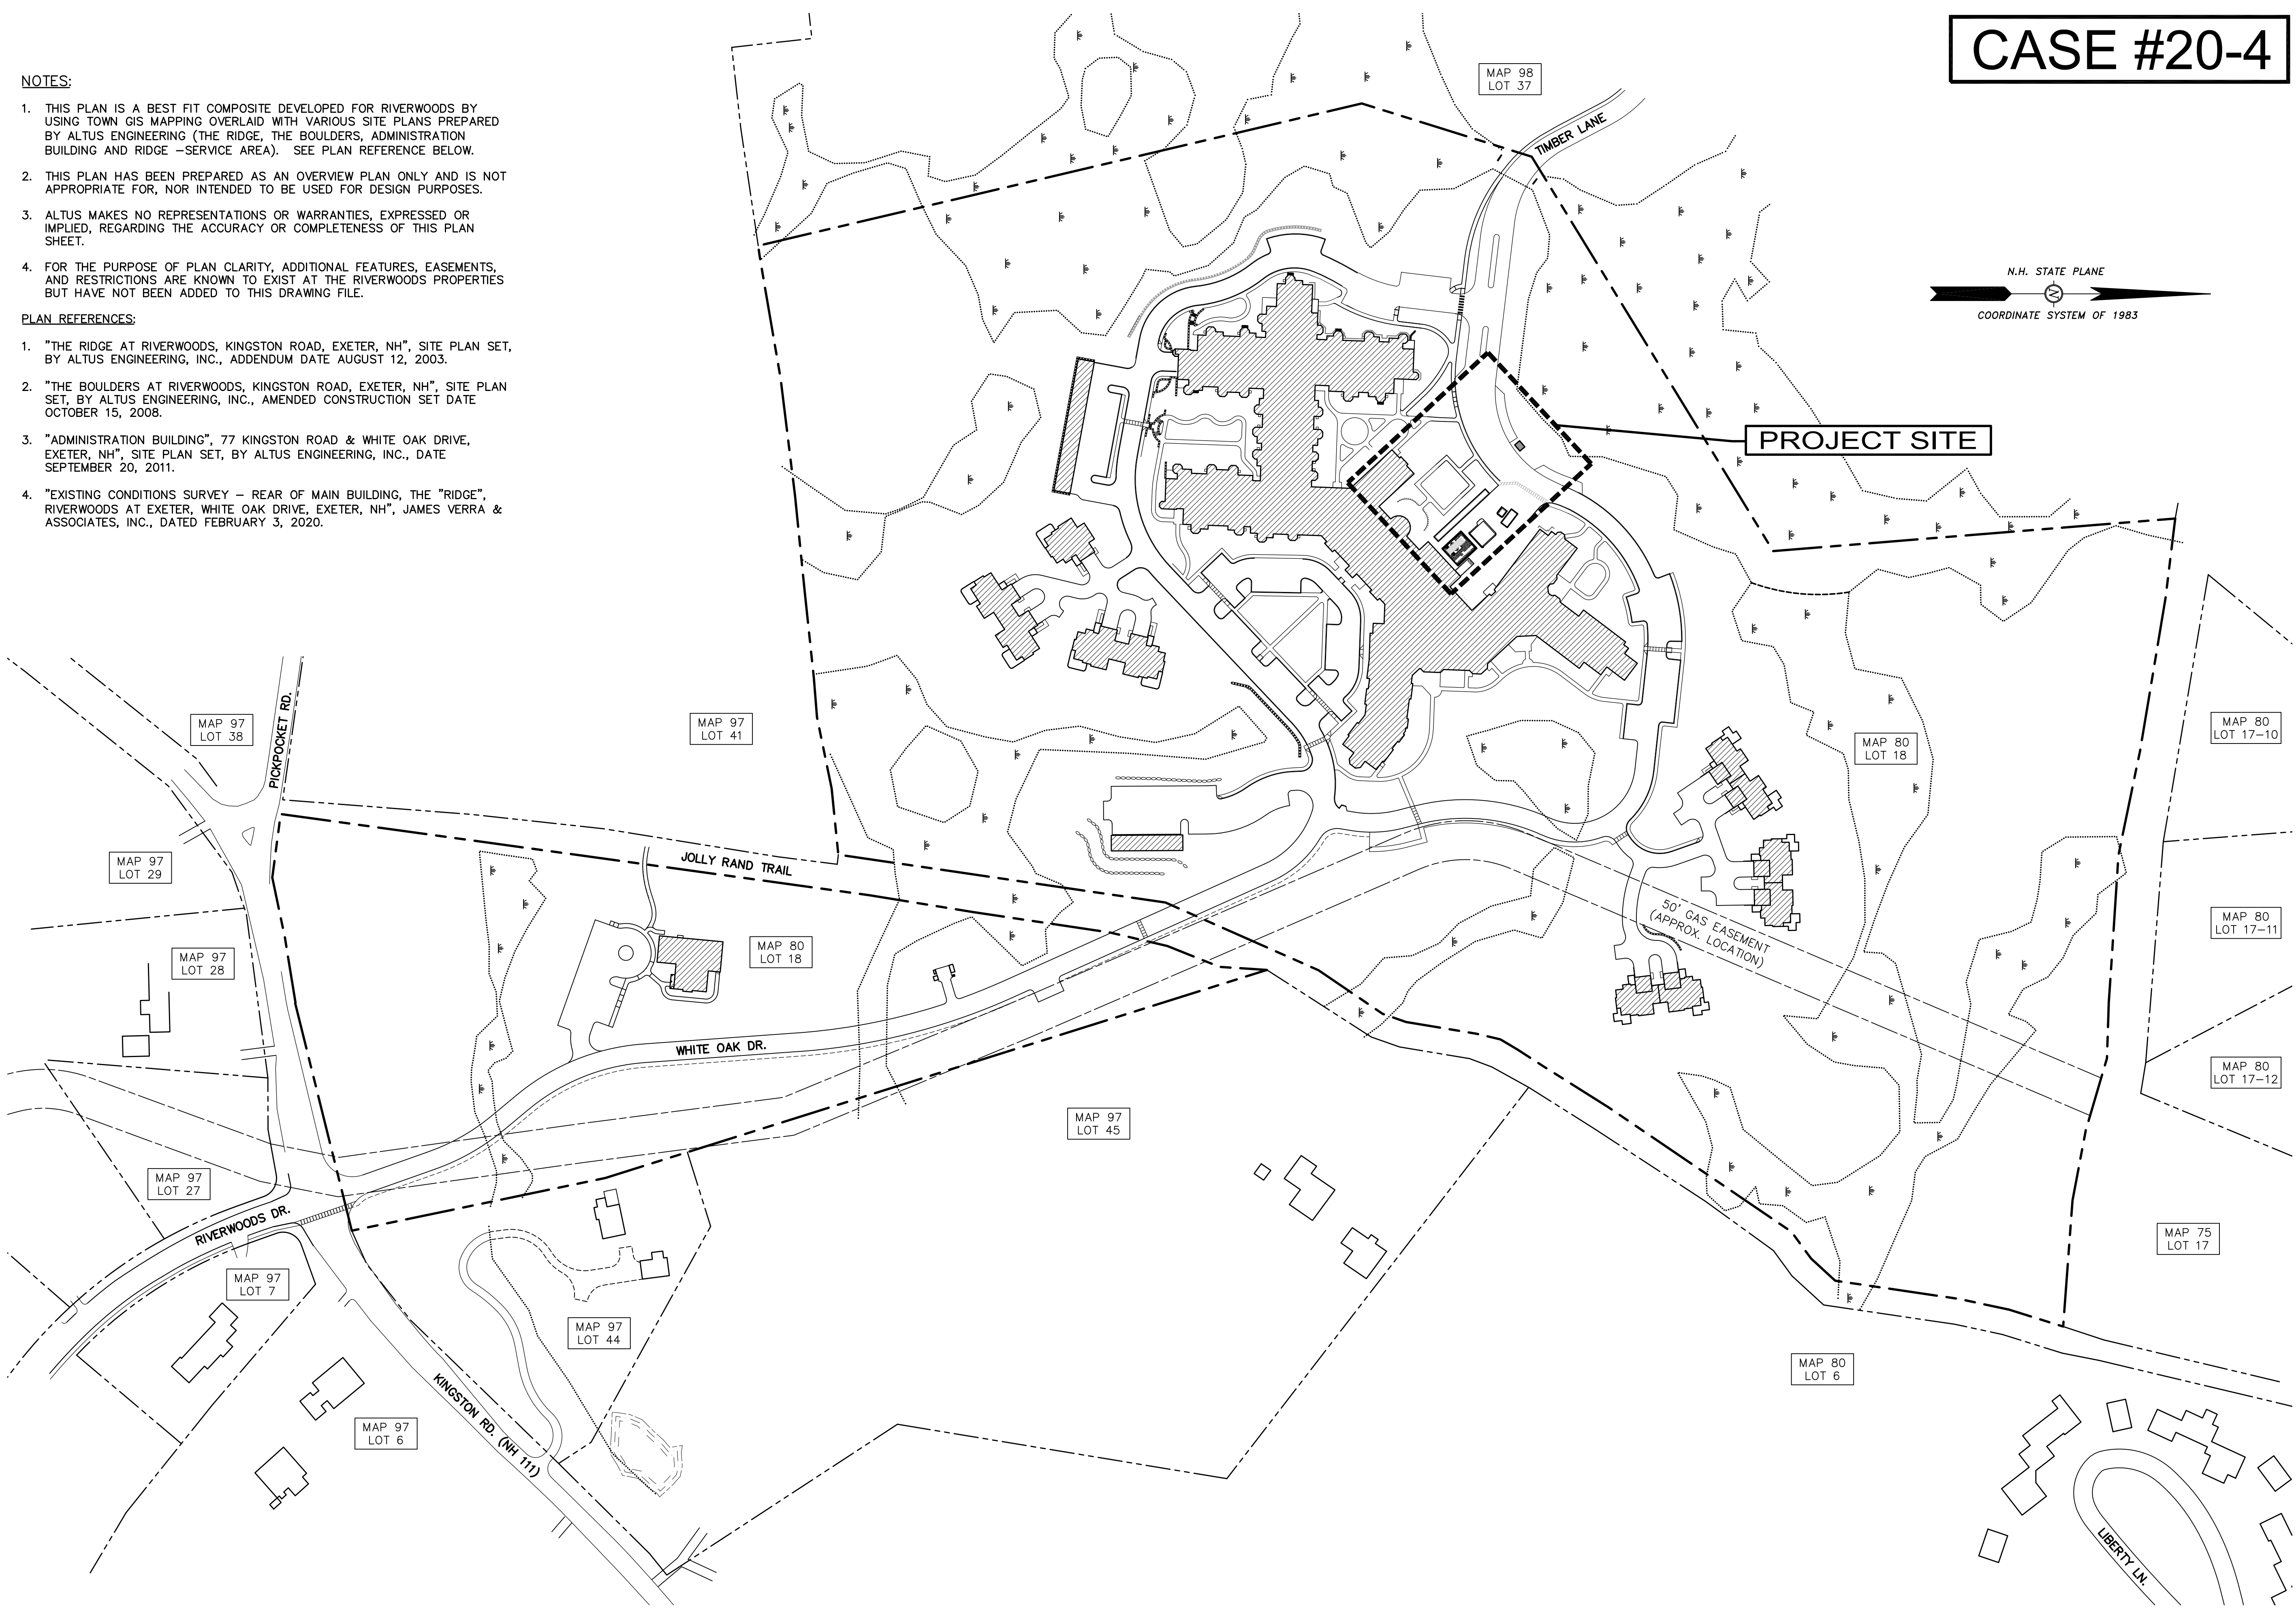 CASE #20-4
NOTES:
1. THIS PLAN IS A BEST FIT COMPOSITE DEVELOPED FOR RIVERWOODS BY
USING TOWN GIS MAPPING OVERLAID WITH VARIOUS SITE PLANS PREPARED
BY ALTUS ENGINEERING (THE RIDGE, THE BOULDERS, ADMINISTRATION
BUILDING AND RIDGE –SERVICE AREA). SEE PLAN REFERENCE BELOW.
2. THIS PLAN HAS BEEN PREPARED AS AN OVERVIEW PLAN ONLY AND IS NOT
APPROPRIATE FOR, NOR INTENDED TO BE USED FOR DESIGN PURPOSES.
3. ALTUS MAKES NO REPRESENTATIONS OR WARRANTIES, EXPRESSED OR
IMPLIED, REGARDING THE ACCURACY OR COMPLETENESS OF THIS PLAN
SHEET.
4. FOR THE PURPOSE OF PLAN CLARITY, ADDITIONAL FEATURES, EASEMENTS,
AND RESTRICTIONS ARE KNOWN TO EXIST AT THE RIVERWOODS PROPERTIES
BUT HAVE NOT BEEN ADDED TO THIS DRAWING FILE.
PLAN REFERENCES:
1. "THE RIDGE AT RIVERWOODS, KINGSTON ROAD, EXETER, NH", SITE PLAN SET,
BY ALTUS ENGINEERING, INC., ADDENDUM DATE AUGUST 12, 2003.
2. "THE BOULDERS AT RIVERWOODS, KINGSTON ROAD, EXETER, NH", SITE PLAN
SET, BY ALTUS ENGINEERING, INC., AMENDED CONSTRUCTION SET DATE
OCTOBER 15, 2008.
3. "ADMINISTRATION BUILDING", 77 KINGSTON ROAD & WHITE OAK DRIVE,
EXETER, NH", SITE PLAN SET, BY ALTUS ENGINEERING, INC., DATE
SEPTEMBER 20, 2011.
4. "EXISTING CONDITIONS SURVEY – REAR OF MAIN BUILDING, THE "RIDGE",
RIVERWOODS AT EXETER, WHITE OAK DRIVE, EXETER, NH", JAMES VERRA &
ASSOCIATES, INC., DATED FEBRUARY 3, 2020.
MAP 98
LOT 37
TIMBER LANE
N.H. STATE PLANE
N
COORDINATE SYSTEM OF 1983
PROJECT SITE
PICKPOCKET RD.
MAP 97
LOT 38
MAP 97
LOT 41
MAP 80
LOT 18
MAP 80
LOT 17–10
MAP 97
LOT 29
JOLLY RAND TRAIL
50' GAS EASEMENT
(APPROX. LOCATION)
MAP 80
LOT 17–11
MAP 97
LOT 28
MAP 80
LOT 18
WHITE OAK DR.
MAP 80
LOT 17–12
MAP 97
LOT 45
MAP 97
LOT 27
RIVERWOODS DR.
MAP 75
LOT 17
MAP 97
LOT 7
MAP 97
LOT 44
MAP 80
LOT 6
KINGSTON RD. (NH 111)
MAP 97
LOT 6
LIBERTY LN.